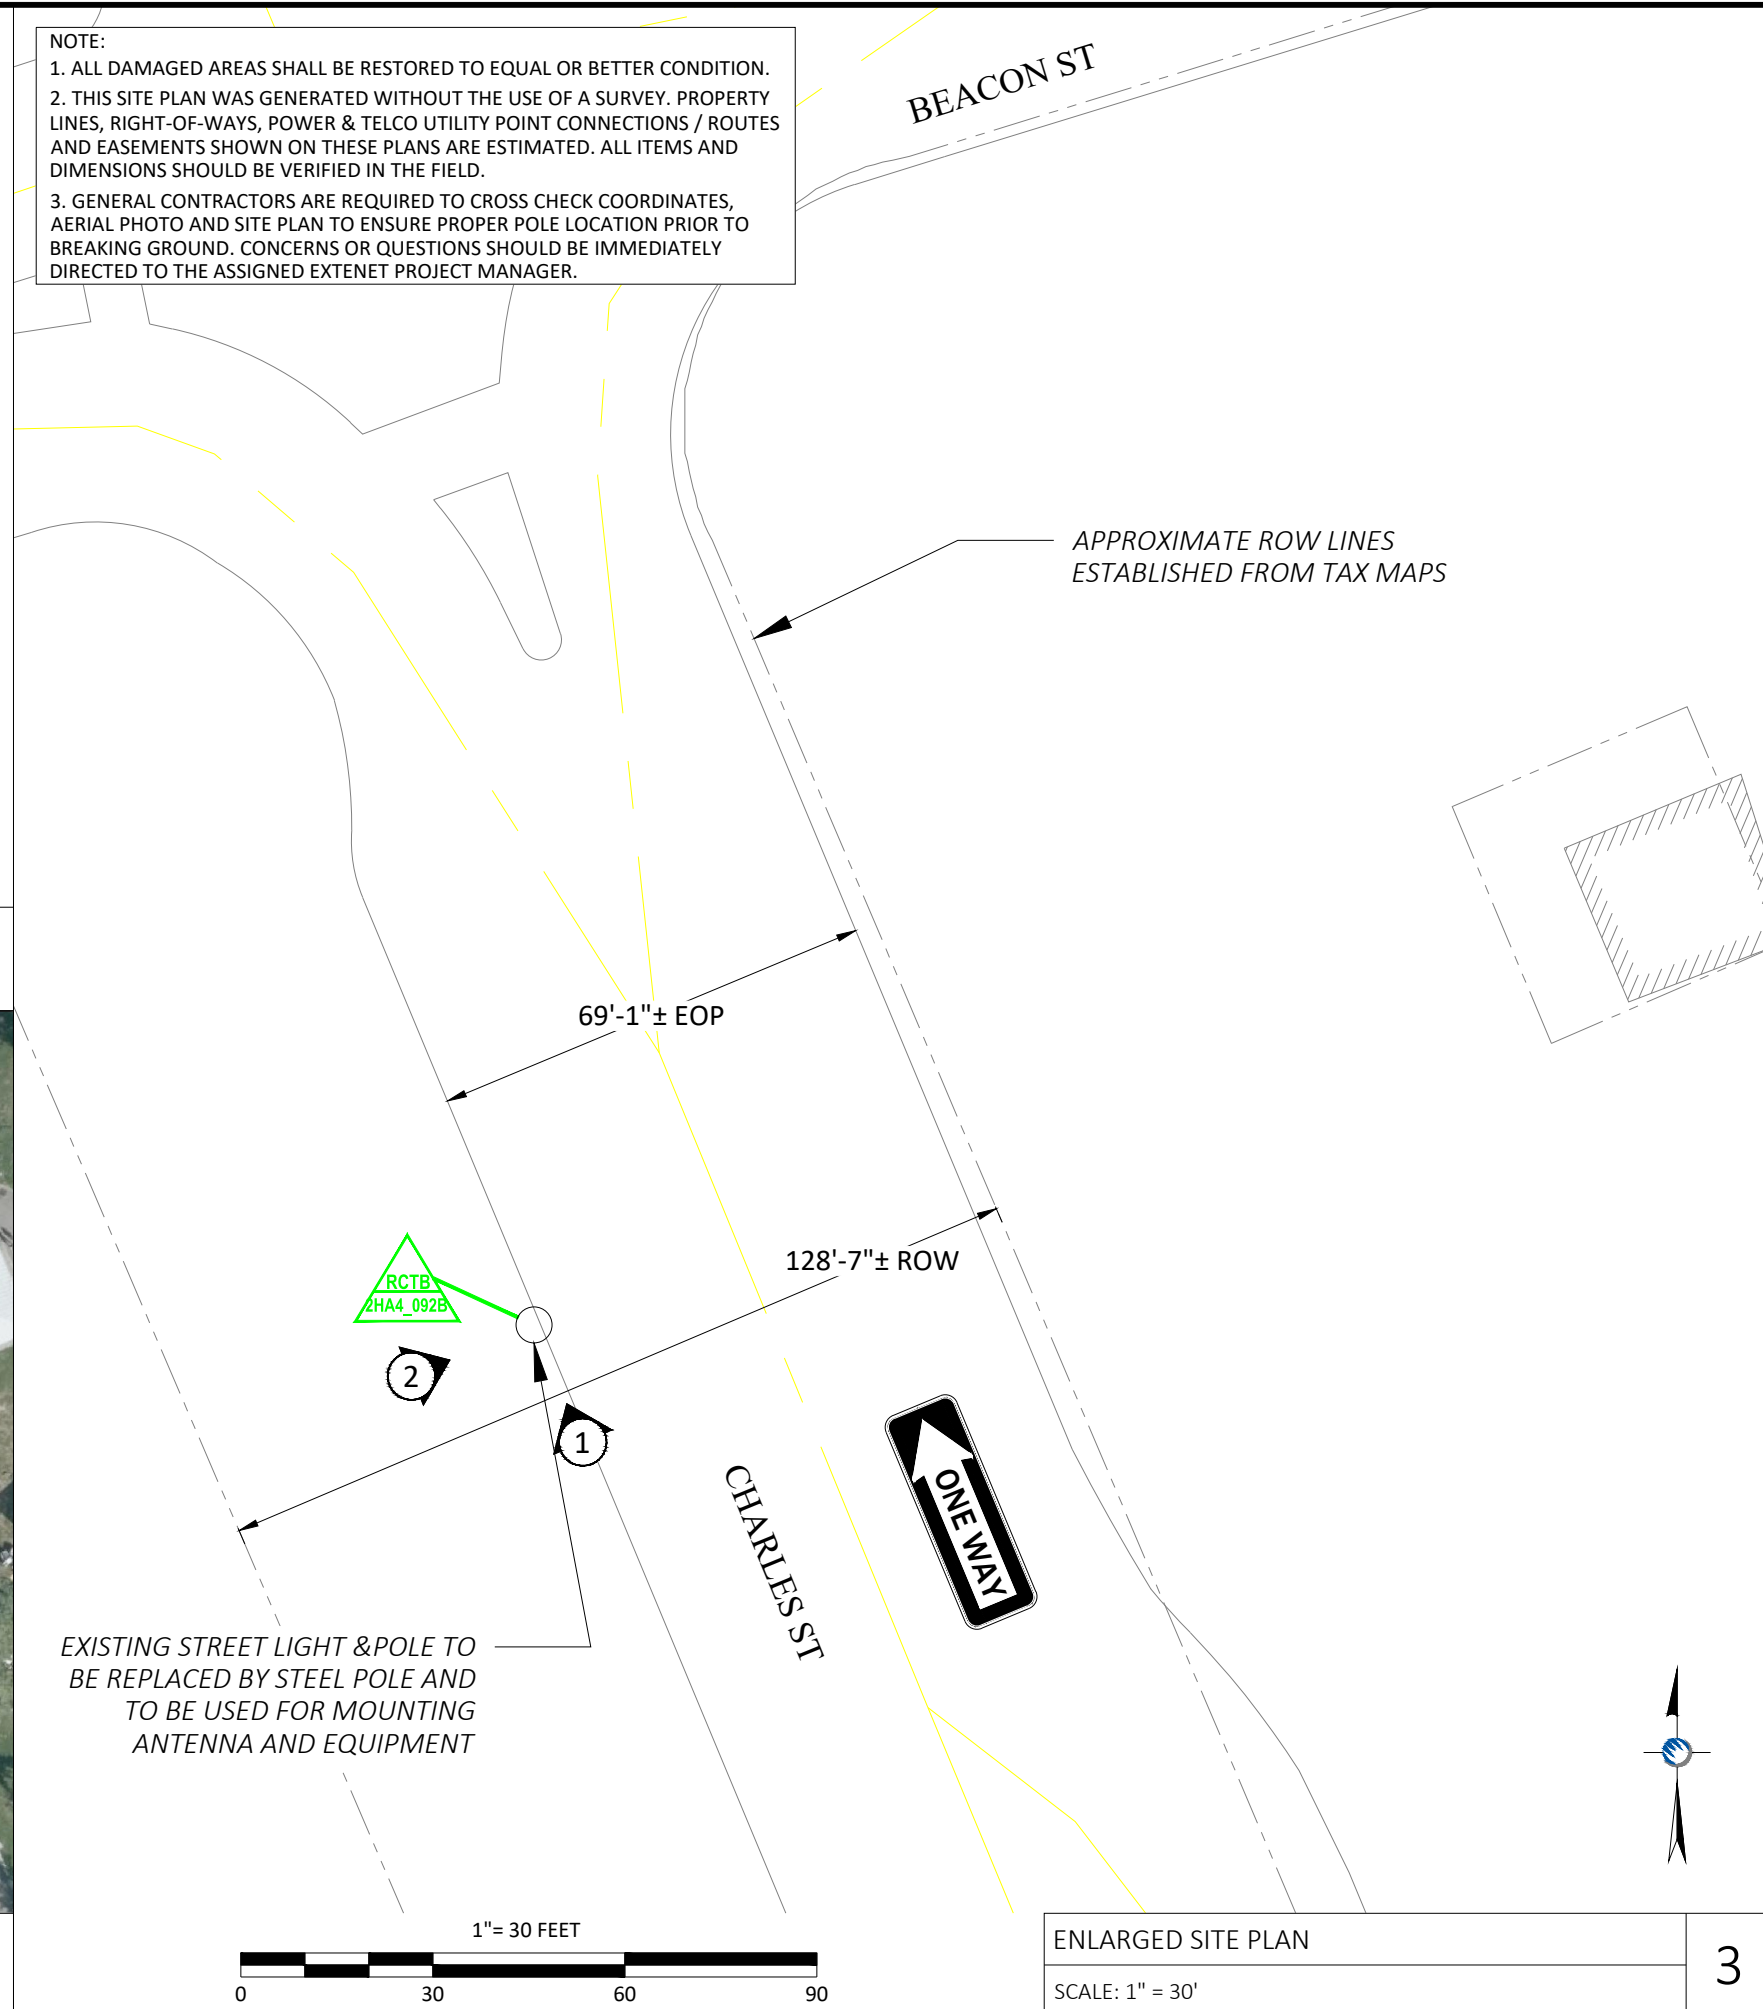 NOTE:
1. ALL DAMAGED AREAS SHALL BE RESTORED TO EQUAL OR BETTER CONDITION.
2. THIS SITE PLAN WAS GENERATED WITHOUT THE USE OF A SURVEY. PROPERTY
LINES, RIGHT-OF-WAYS, POWER & TELCO UTILITY POINT CONNECTIONS / ROUTES
AND EASEMENTS SHOWN ON THESE PLANS ARE ESTIMATED. ALL ITEMS AND
DIMENSIONS SHOULD BE VERIFIED IN THE FIELD.
3. GENERAL CONTRACTORS ARE REQUIRED TO CROSS CHECK COORDINATES,
AERIAL PHOTO AND SITE PLAN TO ENSURE PROPER POLE LOCATION PRIOR TO
BREAKING GROUND. CONCERNS OR QUESTIONS SHOULD BE IMMEDIATELY
DIRECTED TO THE ASSIGNED EXTENET PROJECT MANAGER.
BEACON ST
APPROXIMATE ROW LINES
ESTABLISHED FROM TAX MAPS
69'-1"± EOP
128'-7"± ROW
RCTB
2HA4_092B
2
1
CHARLES ST
ONE WAY
EXISTING STREET LIGHT &POLE TO
BE REPLACED BY STEEL POLE AND
TO BE USED FOR MOUNTING
ANTENNA AND EQUIPMENT
1"= 30 FEET
0 30 60 90
ENLARGED SITE PLAN
SCALE: 1" = 30'
3